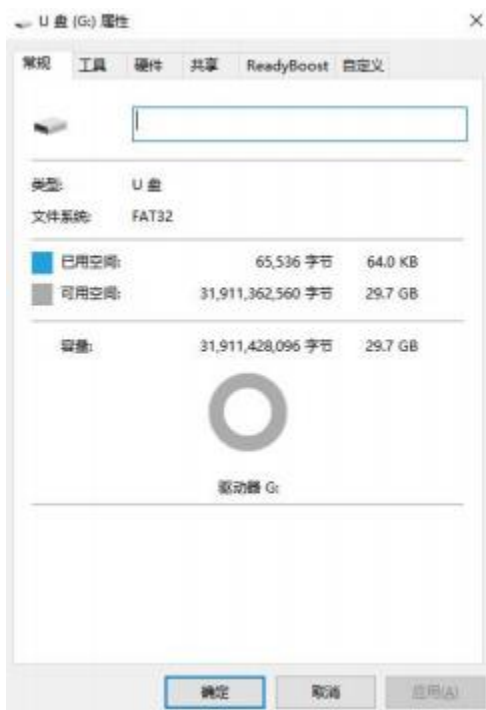 U 盘 (G:) 属性
常规 工具 硬件 共享 ReadyBoost 自定义
类型: U 盘
文件系统: FAT32
已用空间: 65,536 字节 64.0 KB
可用空间: 31,911,362,560 字节 29.7 GB
容量: 31,911,428,096 字节 29.7 GB
驱动器 G:
确定 取消 应用(A)